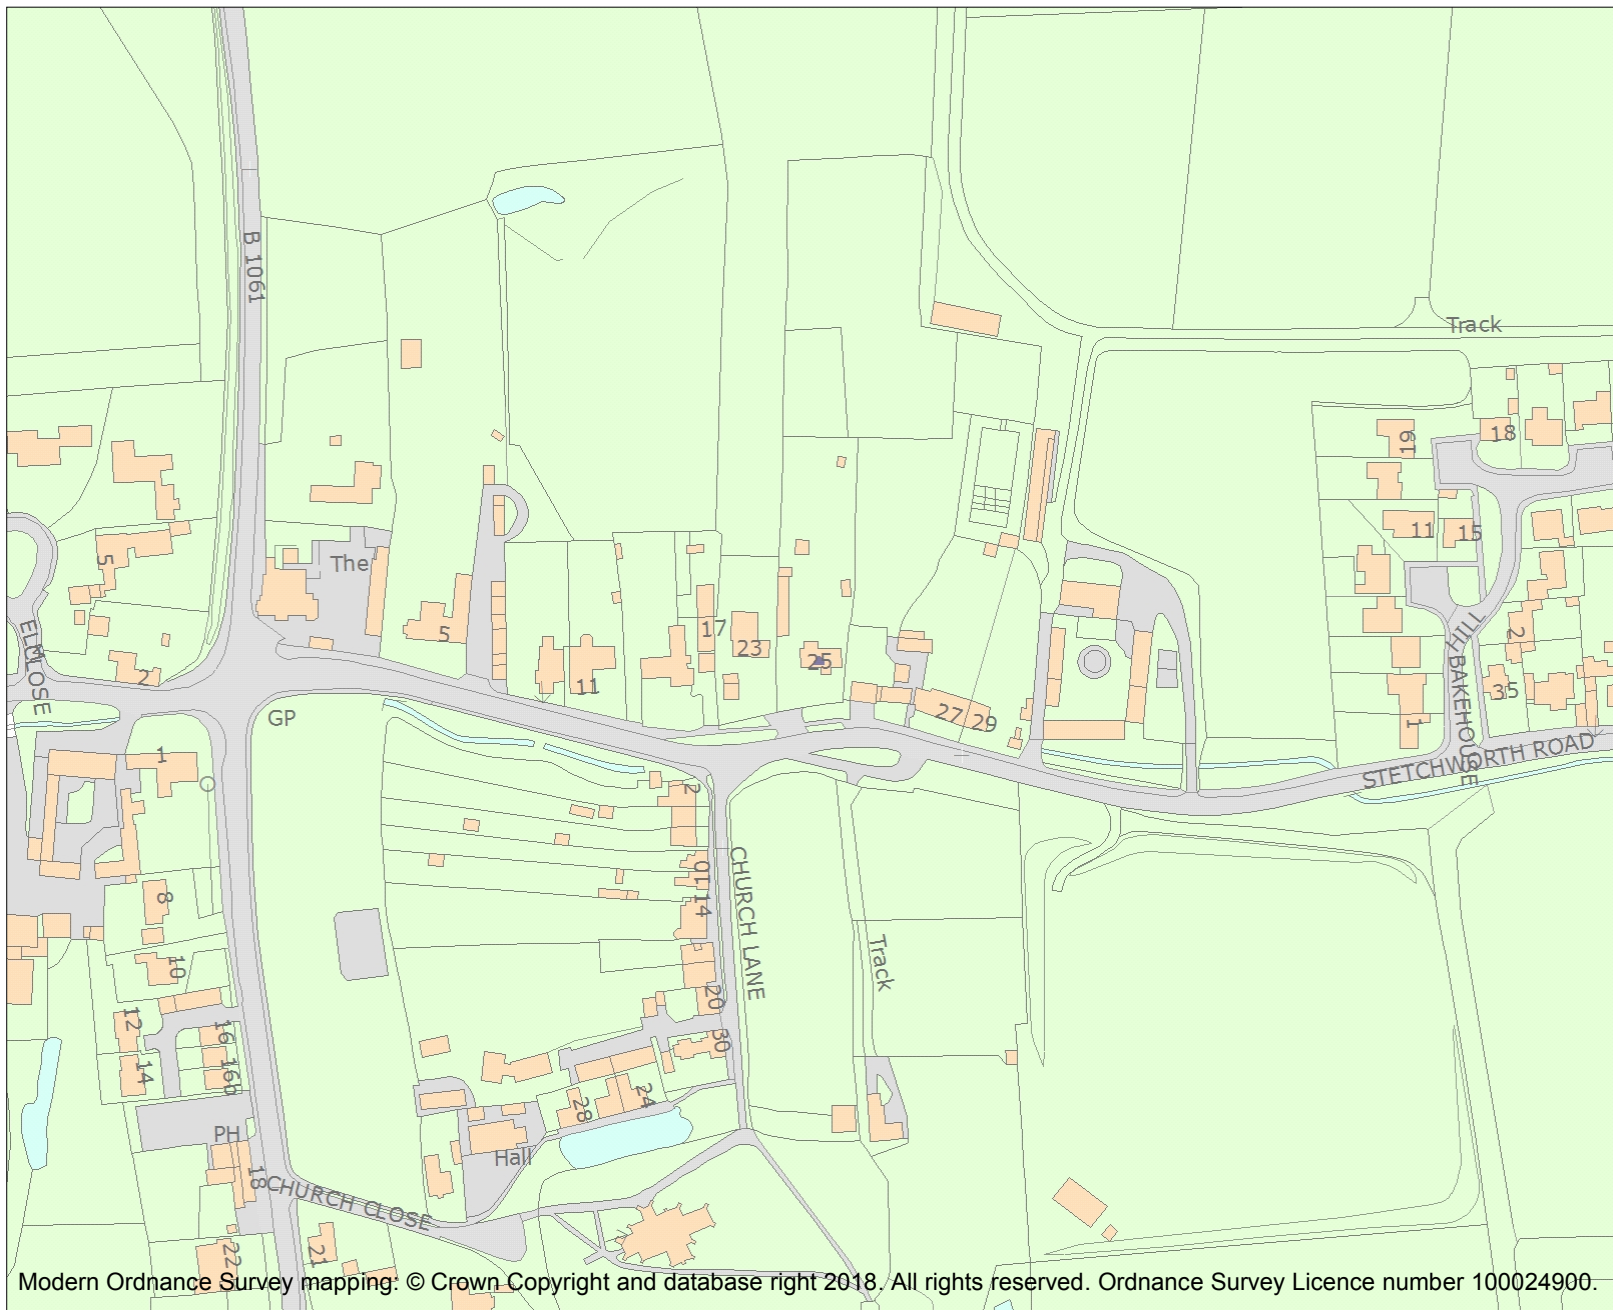 B 1061
Track
19
18
11
15
The
5
5
17
23
25
11
2
ELM CLOSE
GP
27
29
2
35
1
BAKEHOUSE HILL
STETCHWORTH ROAD
1
2
8
10
14
CHURCH LANE
Track
10
12
14
16
16b
20
30
24
28
PH
18
Hall
CHURCH CLOSE
22
21
Modern Ordnance Survey mapping: © Crown Copyright and database right 2018. All rights reserved. Ordnance Survey Licence number 100024900.